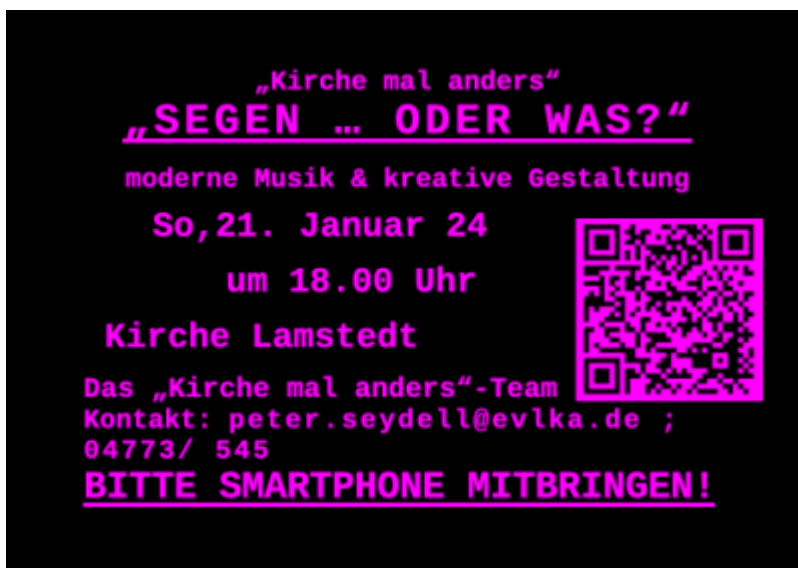 „Kirche mal anders“
„SEGEN … ODER WAS?“
moderne Musik & kreative Gestaltung
So,21. Januar 24
um 18.00 Uhr
Kirche Lamstedt
Das „Kirche mal anders“-Team
Kontakt: peter.seydell@evlka.de ;
04773/ 545
BITTE SMARTPHONE MITBRINGEN!